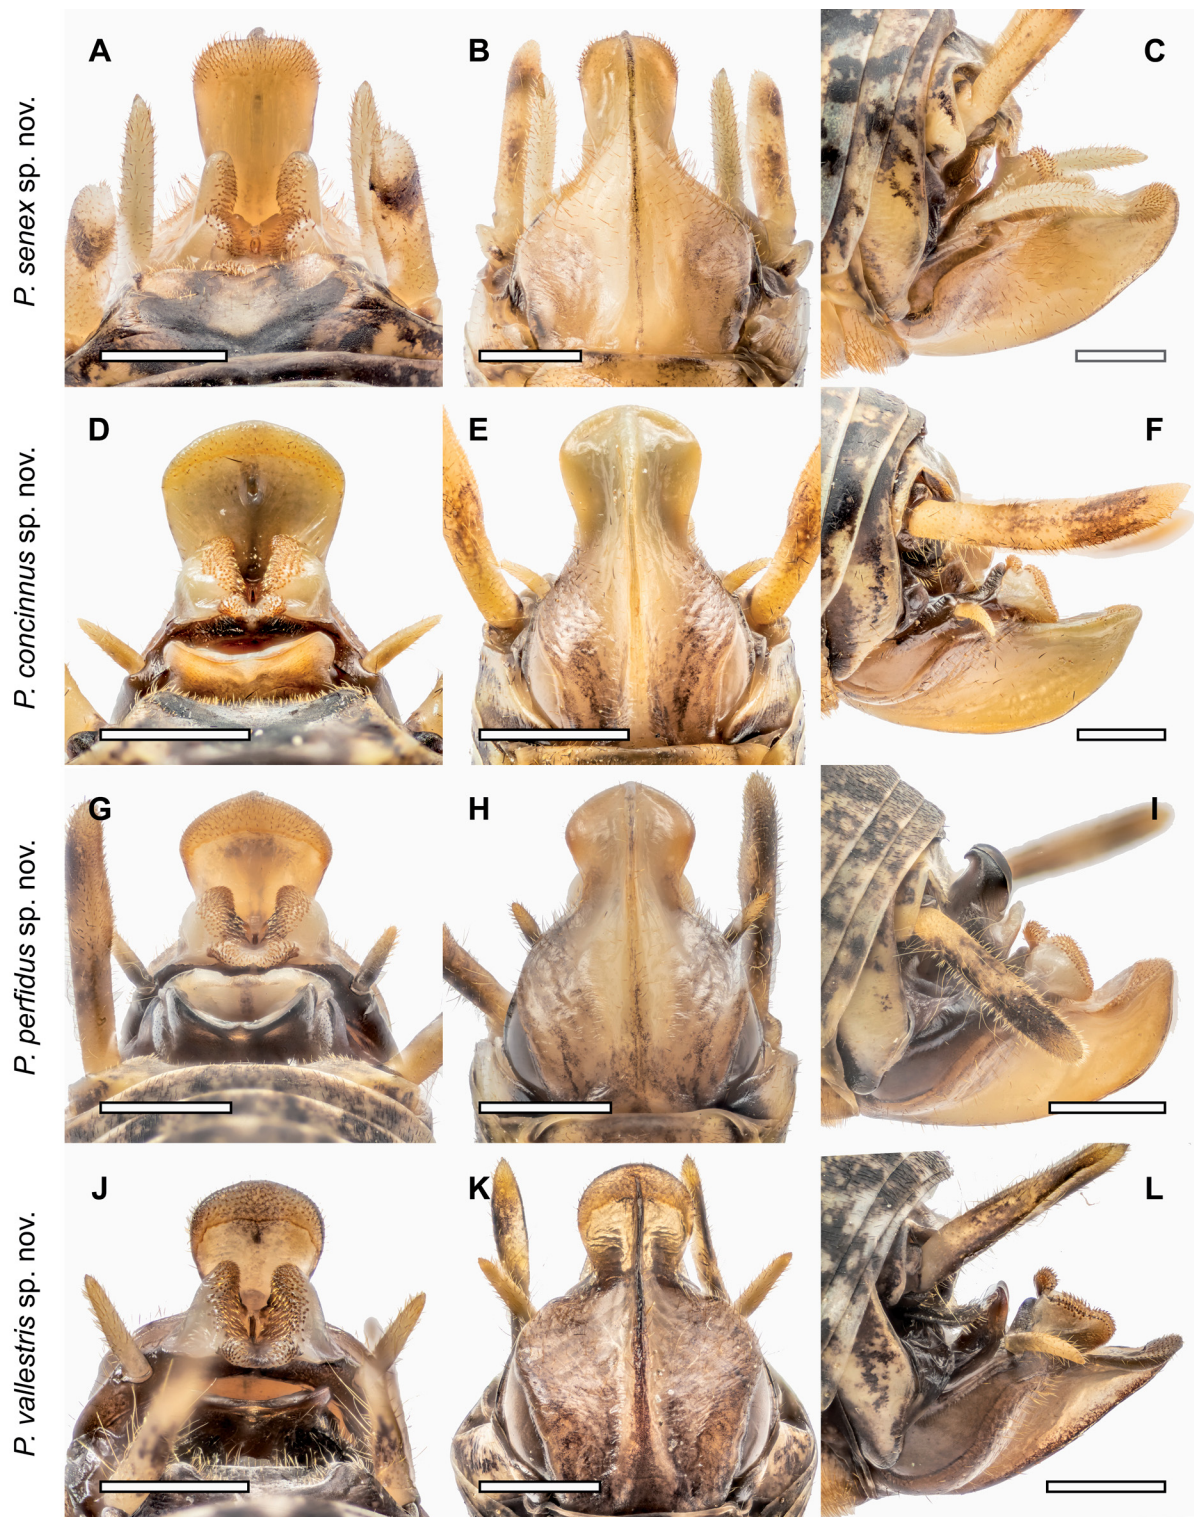 P. senex sp. nov.
A
B
C
P. concinnus sp. nov.
D
E
F
P. perfidus sp. nov.
G
H
I
P. vallestris sp. nov.
J
K
L